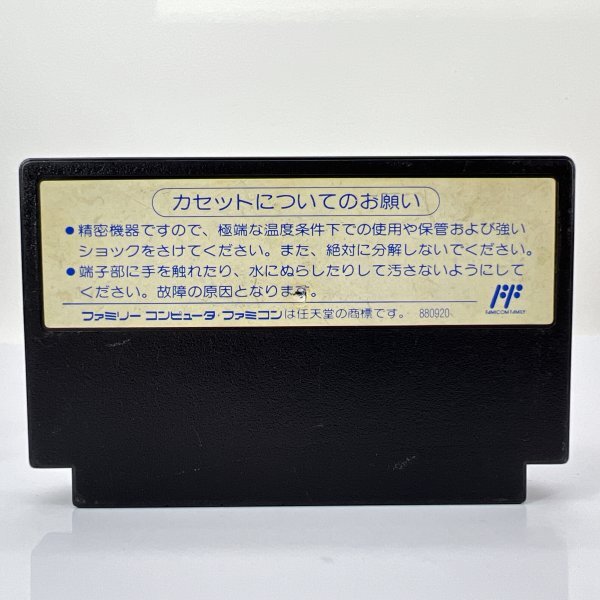 カセットについてのお願い
●精密機器ですので、極端な温度条件下での使用や保管および強い
ショックをさけてください。また、絶対に分解しないでください。
●端子部に手を触れたり、水にぬらしたりして汚さないようにして
ください。故障の原因となります。
ファミリー コンピュータ・ファミコンは任天堂の商標です。 880920
FAMICOM FAMILY